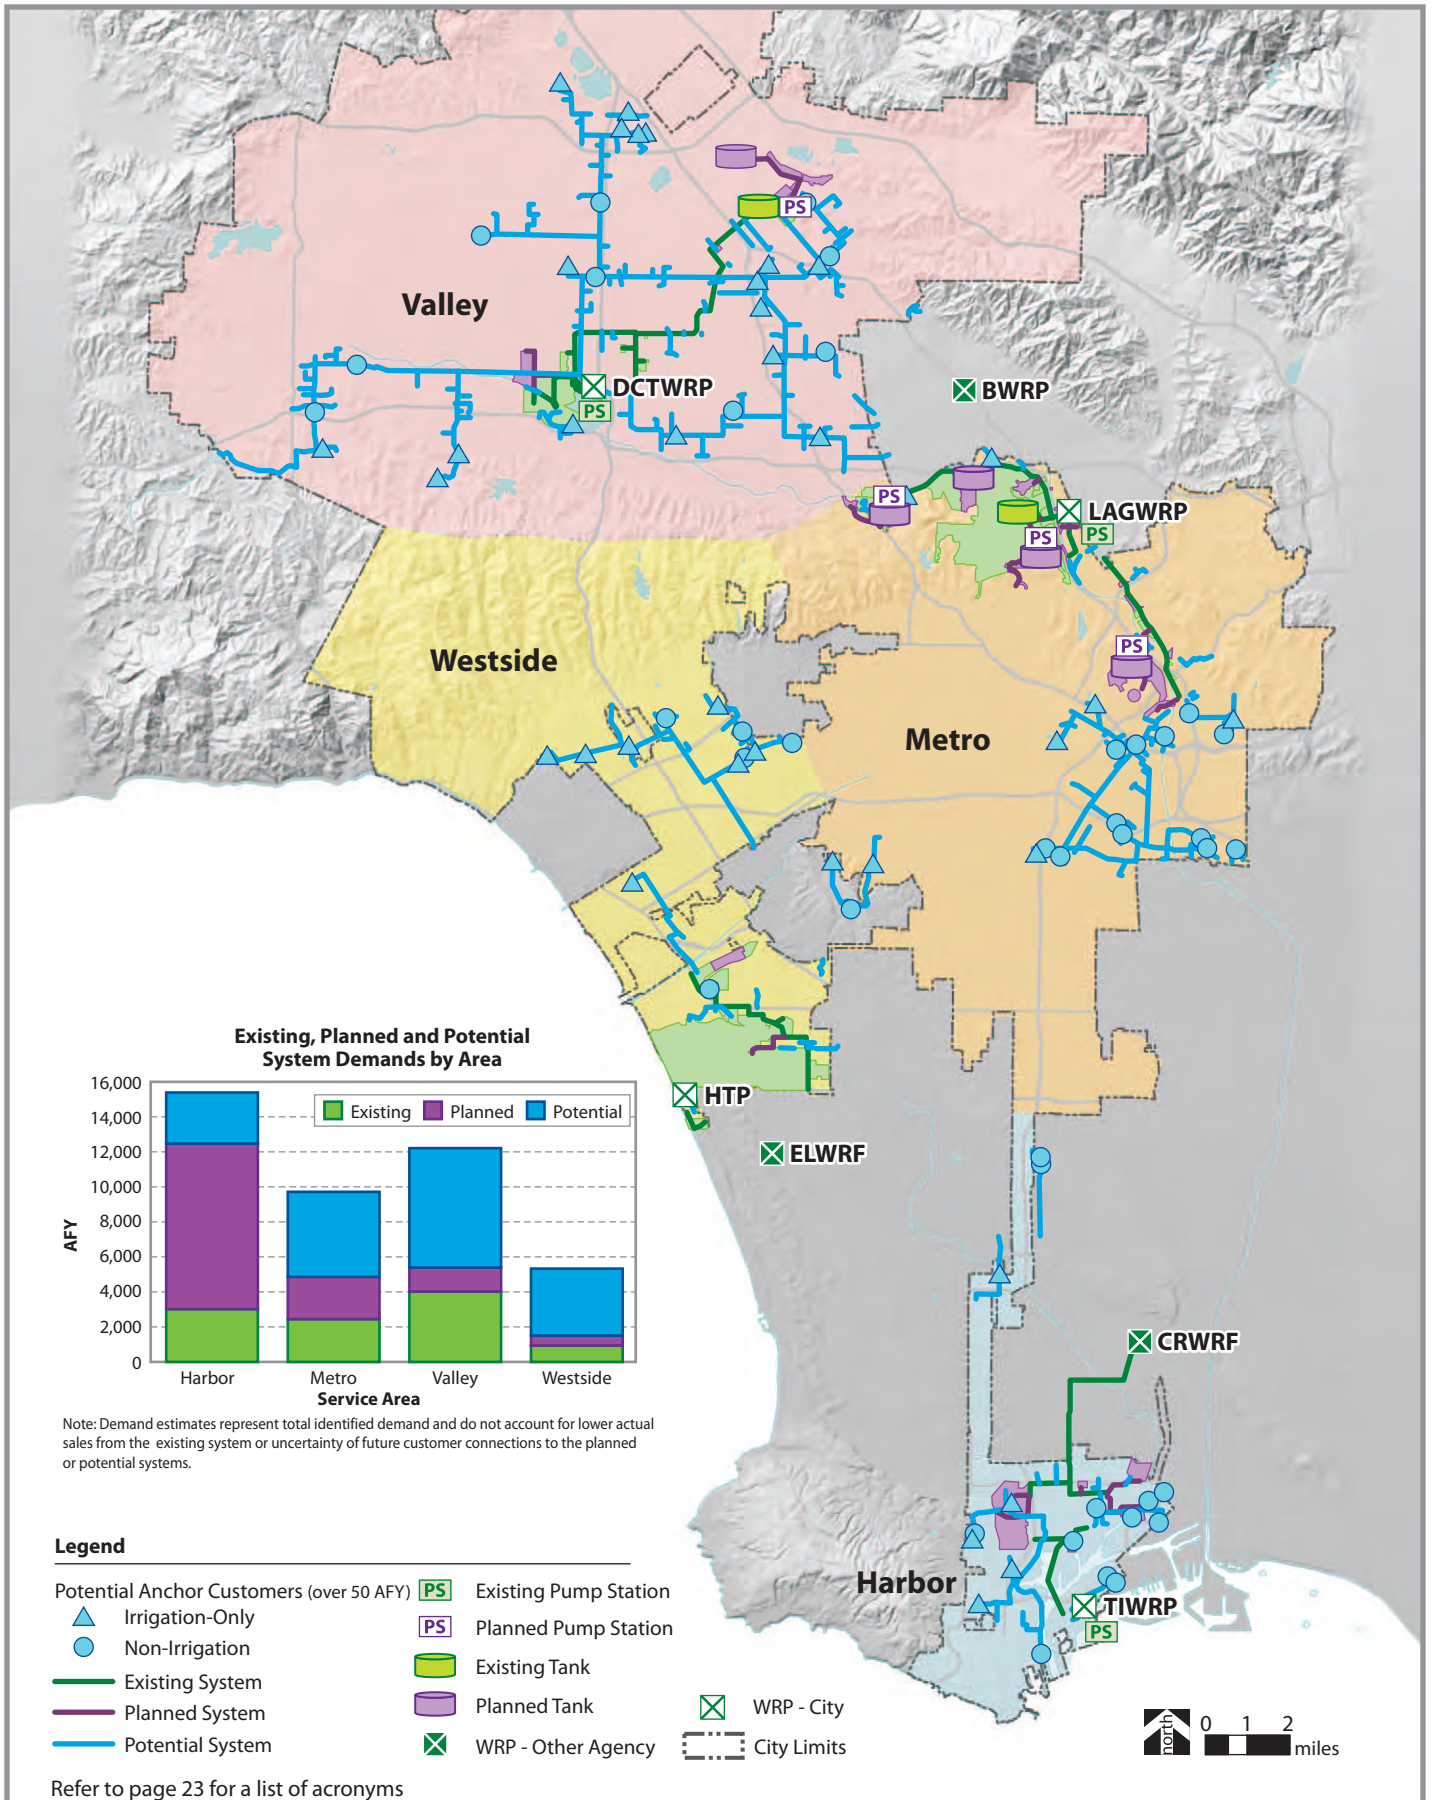 Valley
PS
DCTWRP
PS
BWRP
PS
LAGWRP
PS
PS
Westside
PS
Metro
HTP
ELWRF
CRWRF
Harbor
TIWRP
PS
Existing, Planned and Potential
System Demands by Area
16,000
14,000
12,000
10,000
8,000
6,000
4,000
2,000
0
AFY
Existing Planned Potential
Harbor Metro Valley Westside
Service Area
Note: Demand estimates represent total identified demand and do not account for lower actual
sales from the existing system or uncertainty of future customer connections to the planned
or potential systems.
Legend
Potential Anchor Customers (over 50 AFY)
Irrigation-Only
Non-Irrigation
Existing System
Planned System
Potential System
PS Existing Pump Station
PS Planned Pump Station
Existing Tank
Planned Tank
WRP - Other Agency
WRP - City
City Limits
north
0 1 2
miles
Refer to page 23 for a list of acronyms